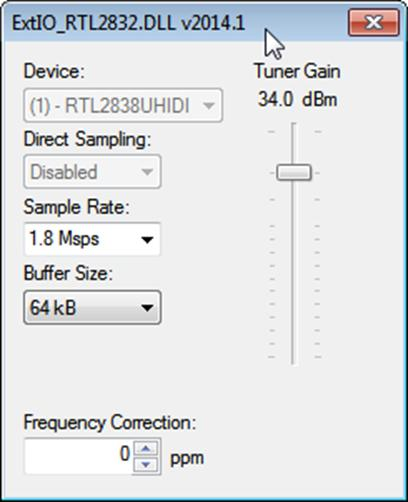 ExtIO_RTL2832.DLL v2014.1
Device:
(1) - RTL2838UHIDI
Direct Sampling:
Disabled
Sample Rate:
1.8 Msps
Buffer Size:
64 kB
Tuner Gain
34.0 dBm
Frequency Correction:
0 ppm